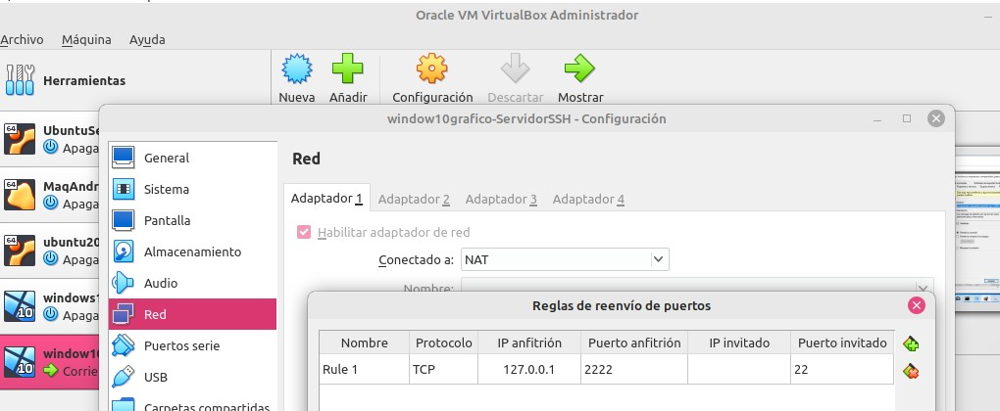 Oracle VM VirtualBox Administrador
Archivo Máquina Ayuda
Herramientas
Nueva Añadir Configuración Descartar Mostrar
window10grafico-ServidorSSH - Configuración
64 UbuntuSe
Apaga
64 MaqAndr
Apaga
64 ubuntu20
Apaga
10 windows1
Apaga
10 window10
Corrie
General
Sistema
Pantalla
Almacenamiento
Audio
Red
Puertos serie
USB
Carpetas compartidas
Red
Adaptador 1 Adaptador 2 Adaptador 3 Adaptador 4
Habilitar adaptador de red
Conectado a: NAT
Nombre:
Reglas de reenvío de puertos
Nombre Protocolo IP anfitrión Puerto anfitrión IP invitado Puerto invitado
Rule 1 TCP 127.0.0.1 2222 22